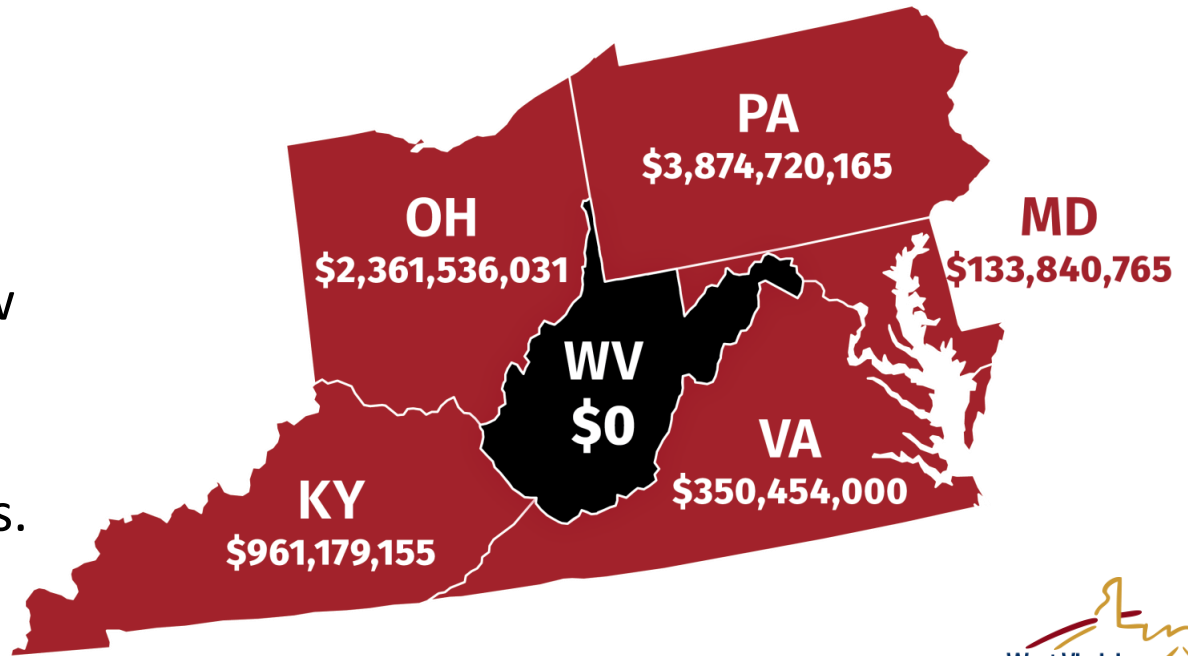 PA
$3,874,720,165
OH
$2,361,536,031
MD
$133,840,765
w
WV
$0
VA
$350,454,000
s.
KY
$961,179,155